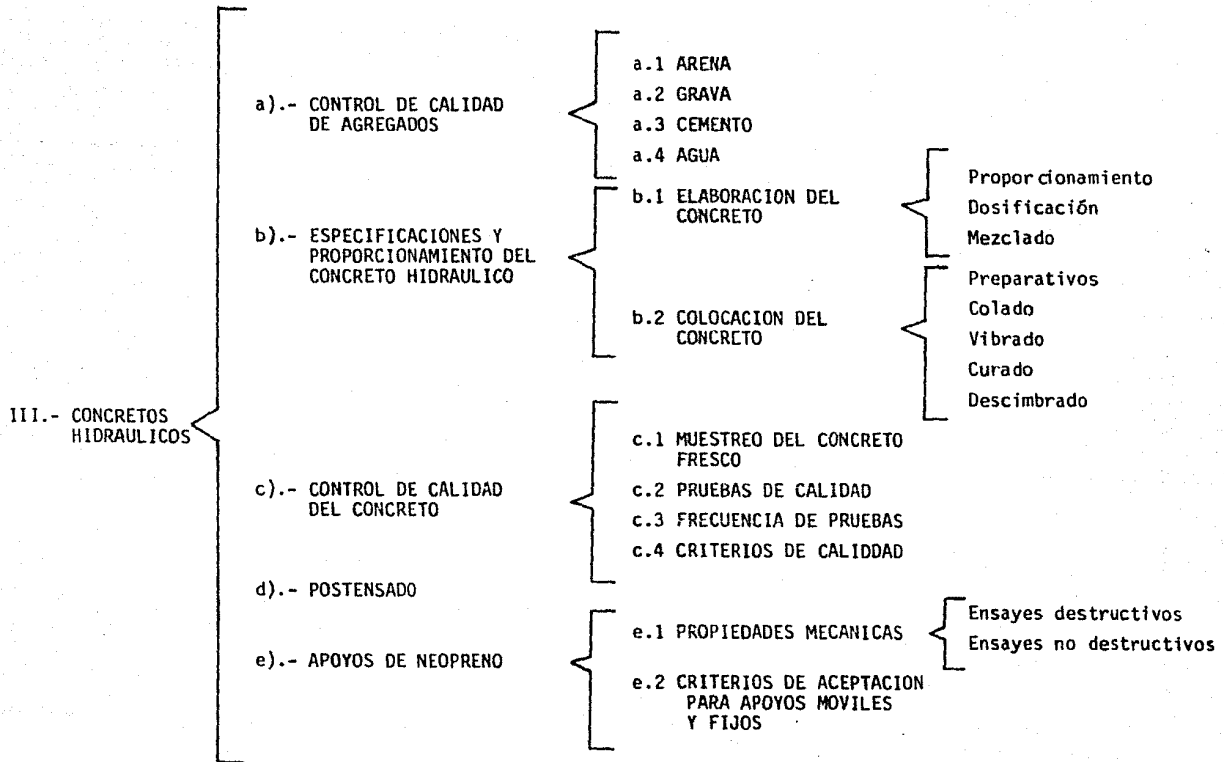 III.- CONCRETOS
HIDRAULICOS
a).- CONTROL DE CALIDAD
DE AGREGADOS
a.1 ARENA
a.2 GRAVA
a.3 CEMENTO
a.4 AGUA
b).- ESPECIFICACIONES Y
PROPORCIONAMIENTO DEL
CONCRETO HIDRAULICO
b.1 ELABORACION DEL
CONCRETO
Proporcionamiento
Dosificación
Mezclado
b.2 COLOCACION DEL
CONCRETO
Preparativos
Colado
Vibrado
Curado
Descimbrado
c).- CONTROL DE CALIDAD
DEL CONCRETO
c.1 MUESTREO DEL CONCRETO
FRESCO
c.2 PRUEBAS DE CALIDAD
c.3 FRECUENCIA DE PRUEBAS
c.4 CRITERIOS DE CALIDDAD
d).- POSTENSADO
e).- APOYOS DE NEOPRENO
e.1 PROPIEDADES MECANICAS
Ensayes destructivos
Ensayes no destructivos
e.2 CRITERIOS DE ACEPTACION
PARA APOYOS MOVILES
Y FIJOS